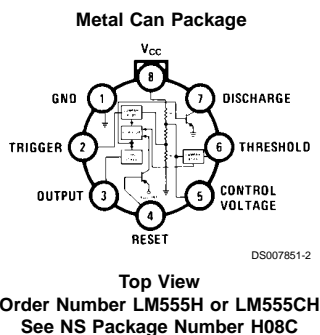 Metal Can Package
VCC
8
GND 1
7 DISCHARGE
TRIGGER 2
6 THRESHOLD
OUTPUT 3
5 CONTROL
VOLTAGE
4
RESET
DS007851-2
Top View
Order Number LM555H or LM555CH
See NS Package Number H08C